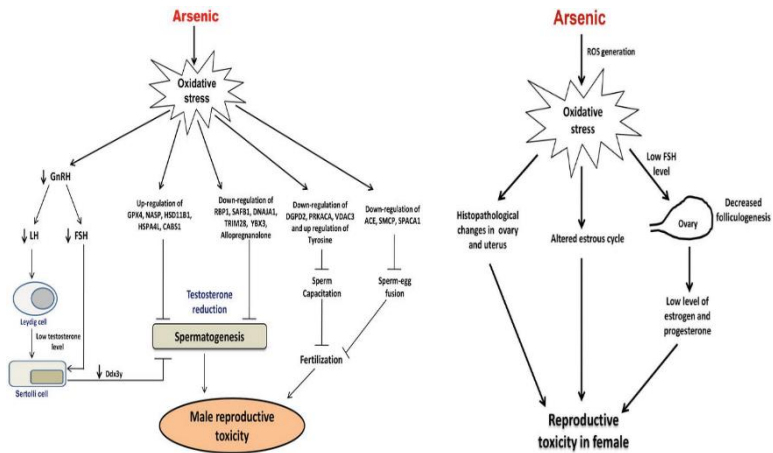 Arsenic
Oxidative
stress
GnRH
LH
FSH
Leydig cell
Low testosterone
level
Sertolli cell
Ddx3y
Up-regulation of
GPX4, NASP, HSD11B1,
HSPA4L, CABS1
Down-regulation of
RBP1, SAFB1, DNAJA1,
TRIM28, YBX3,
Allopregnanolone
Down-regulation of
DGPD2, PRKACA, VDAC3
and up regulation of
Tyrosine
Down-regulation of
ACE, SMCP, SPACA1
Testosterone
reduction
Spermatogenesis
Sperm
Capacitation
Sperm-egg
fusion
Fertilization
Male reproductive
toxicity
Arsenic
ROS generation
Oxidative
stress
Low FSH
level
Histopathological
changes in
ovary and
uterus
Altered estrous cycle
Ovary
Decreased
folliculogenesis
Low level of
estrogen and
progesterone
Reproductive
toxicity in female